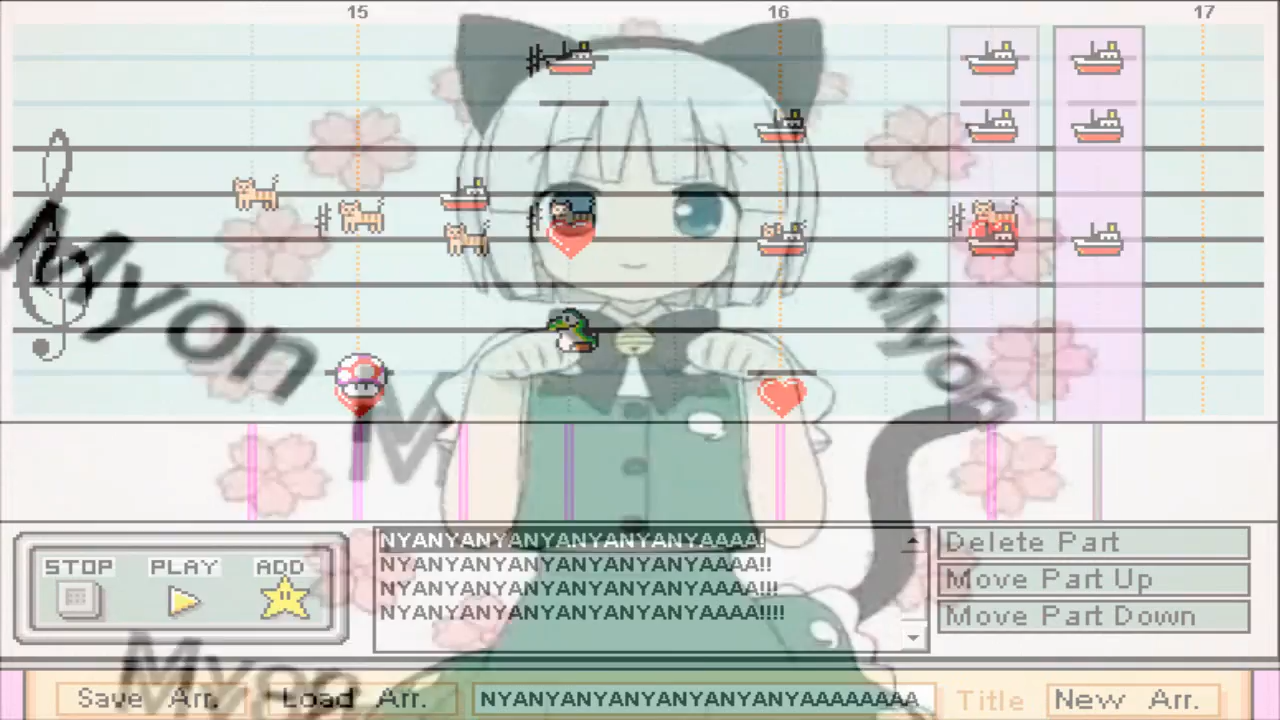 15 16 17
Myon
Myon
M
STOP PLAY ADD
NYANYANYANYANYANYANYAAAA!
NYANYANYANYANYANYANYAAAA!!
NYANYANYANYANYANYANYAAAA!!!
NYANYANYANYANYANYANYAAAA!!!!
Delete Part
Move Part Up
Move Part Down
Myon
Save Arr.
Load Arr.
NYANYANYANYANYANYANYAAAAAAAA
Title
New Arr.